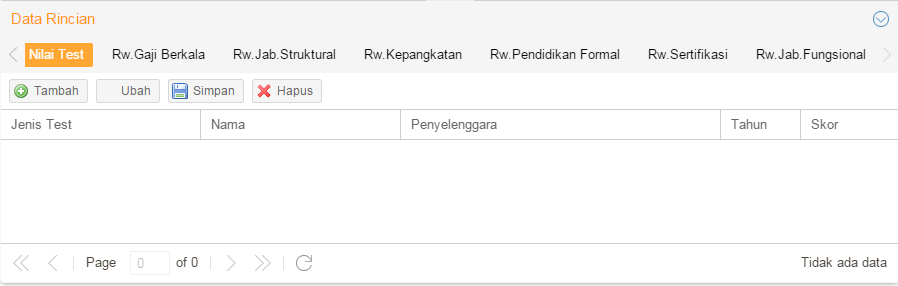 Data Rincian
Nilai Test Rw.Gaji Berkala Rw.Jab.Struktural Rw.Kepangkatan Rw.Pendidikan Formal Rw.Sertifikasi Rw.Jab.Fungsional
Tambah Ubah Simpan Hapus
Jenis Test Nama Penyelenggara Tahun Skor
Page 0 of 0 Tidak ada data